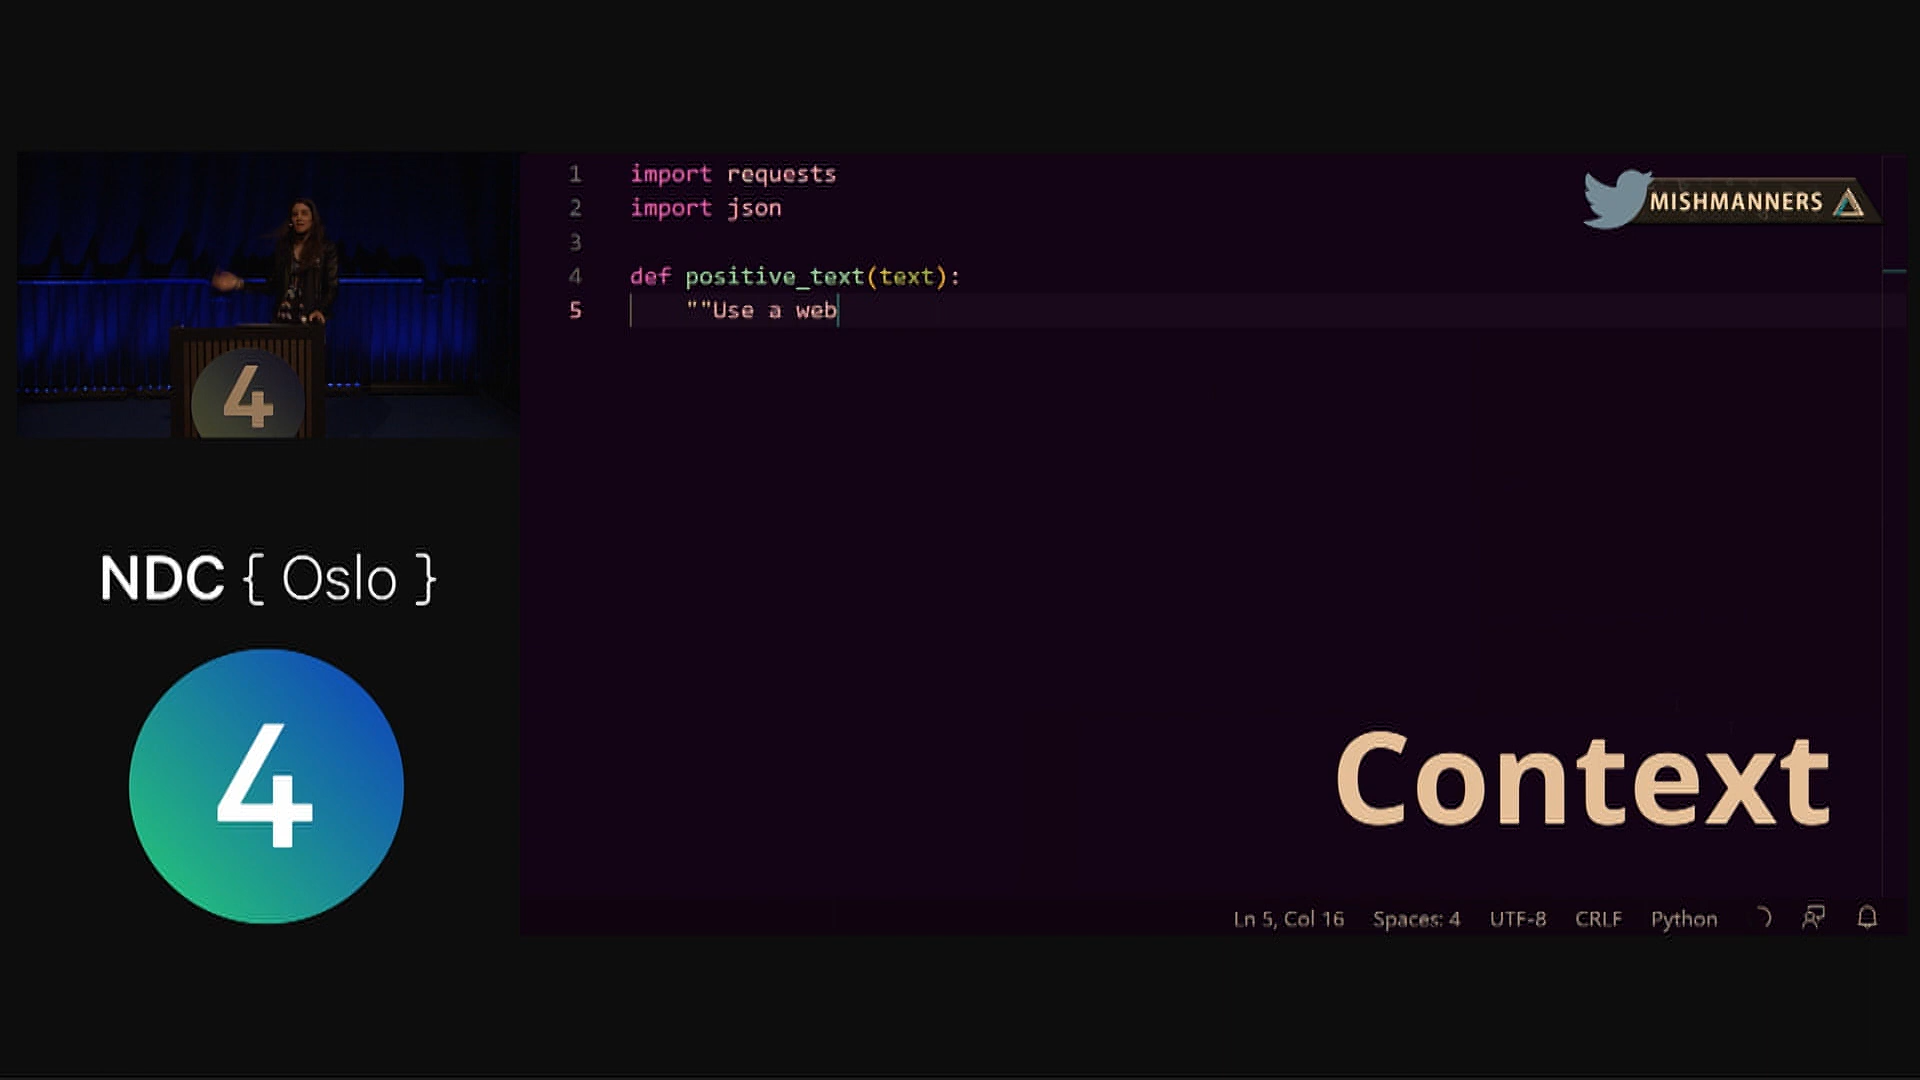 4
NDC { Oslo }
4
MISHMANNERS
1 import requests
2 import json
3
4 def positive_text(text):
5 ""Use a web
Context
Ln 5, Col 16 Spaces: 4 UTF-8 CRLF Python